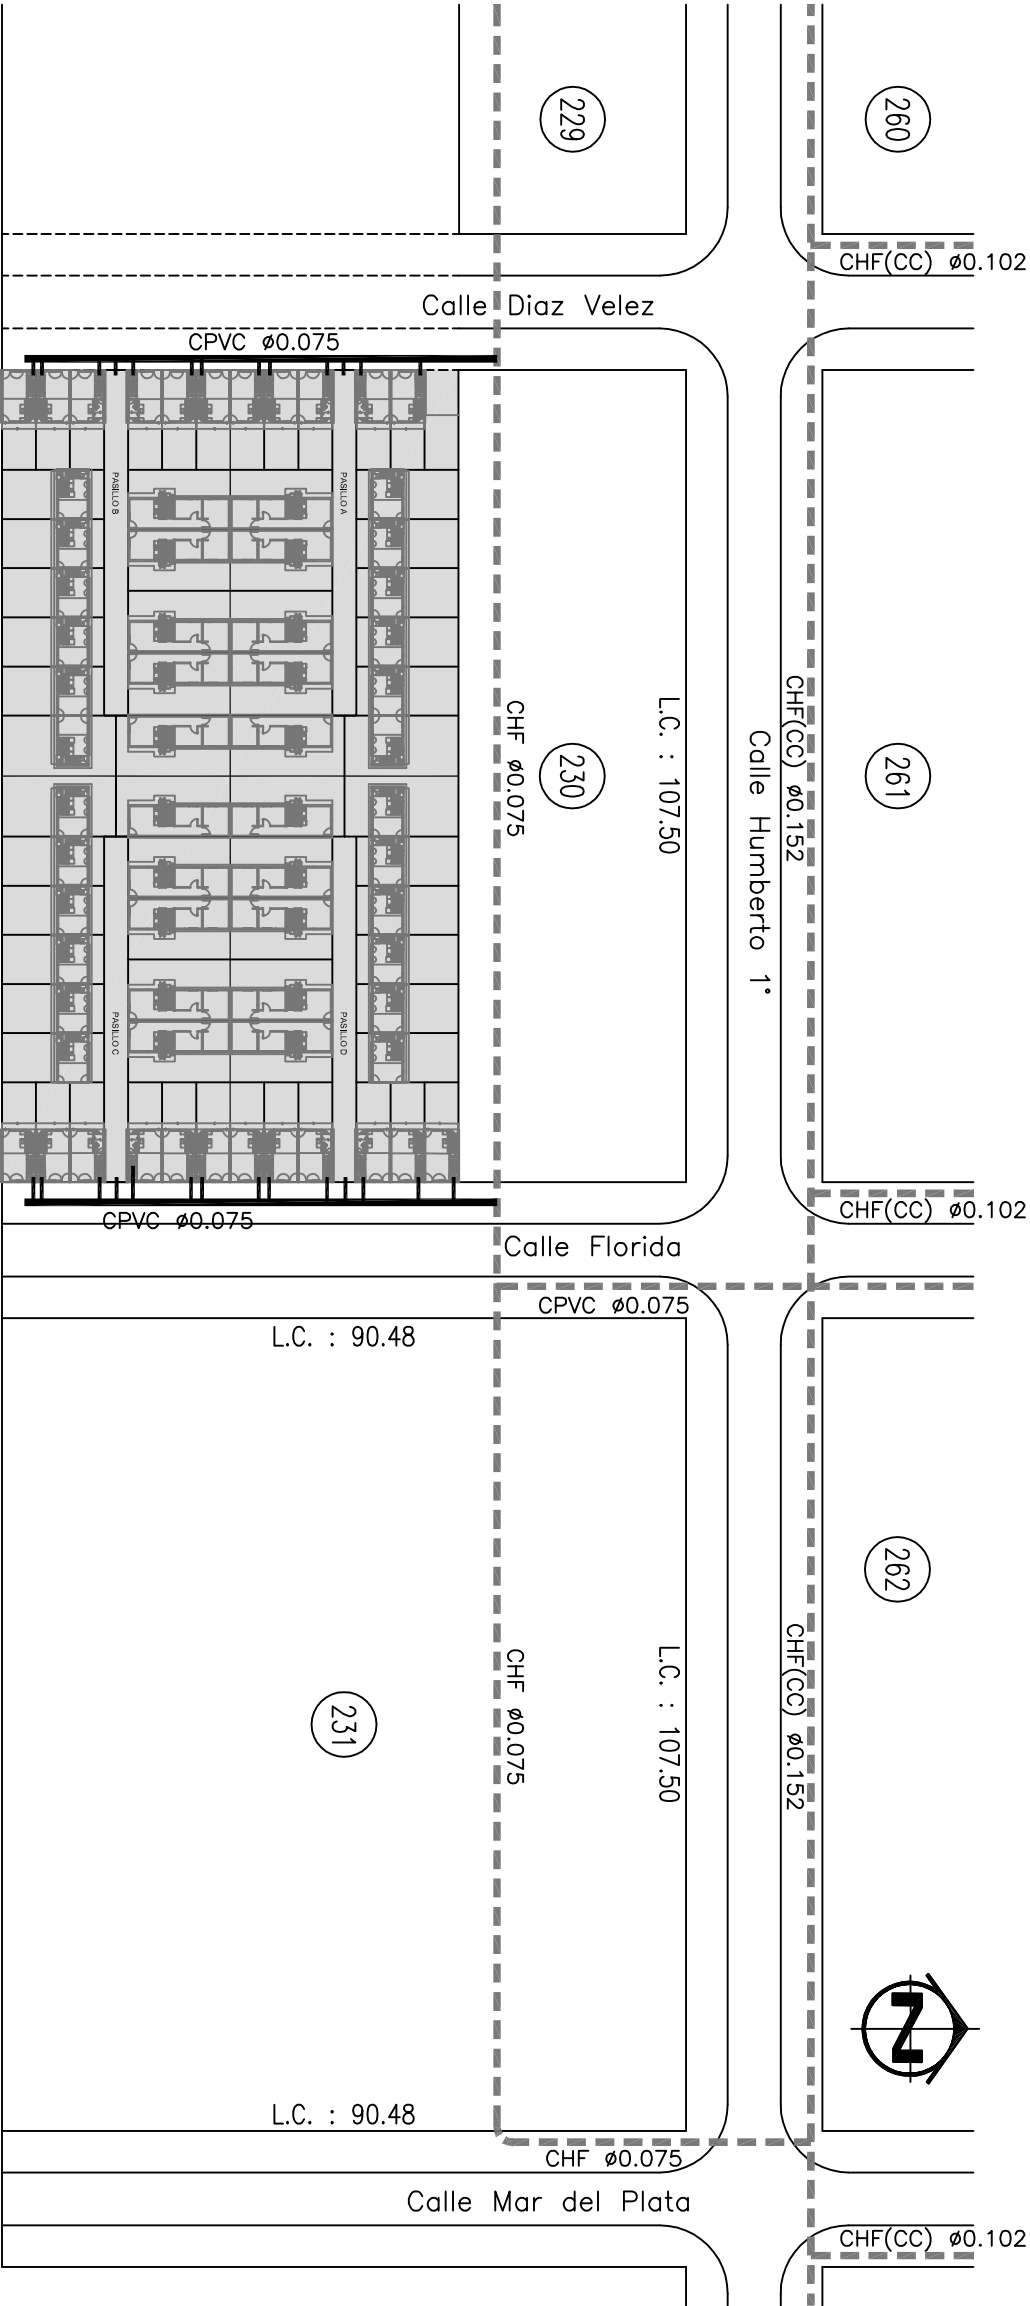 229
260
CHF(CC) ø0.102
Calle Diaz Velez
CPVC ø0.075
PASILLO B
PASILLO A
CHF ø0.075
230
L.C. : 107.50
Calle Humberto 1°
CHF(CC) ø0.152
261
PASILLO C
PASILLO D
CPVC ø0.075
CHF(CC) ø0.102
Calle Florida
CPVC ø0.075
L.C. : 90.48
262
231
CHF ø0.075
L.C. : 107.50
CHF(CC) ø0.152
N
L.C. : 90.48
CHF ø0.075
Calle Mar del Plata
CHF(CC) ø0.102